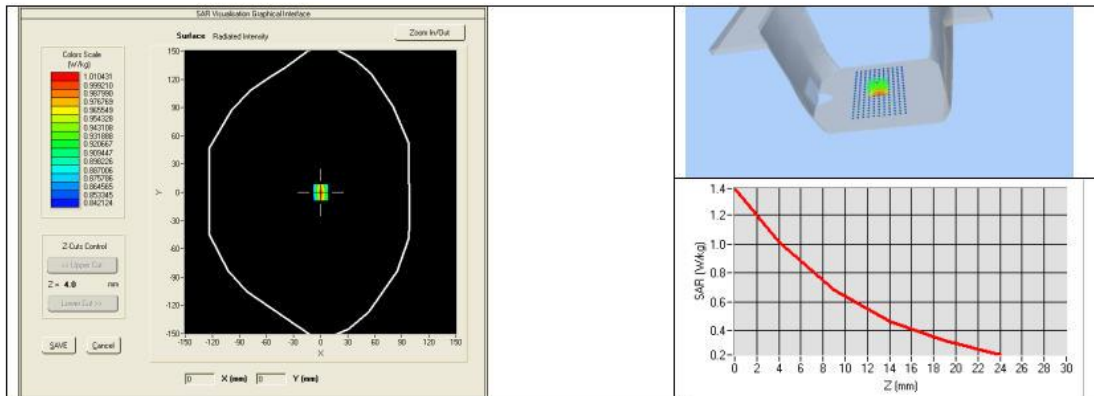 SAR Visualisation Graphical Interface
Surface Radiated Intensity
Zoom In/Out
Colors Scale
(W/kg)
1.010431
0.999210
0.987990
0.976769
0.965549
0.954328
0.943108
0.931888
0.920667
0.909447
0.898226
0.887006
0.875786
0.864565
0.853345
0.842124
150
120
90
60
30
0
-30
-60
-90
-120
-150
Y
-150 -120 -90 -60 -30 0 30 60 90 120 150
X
Z-Cuts Control
<< Upper Cut
Z = 4.0 mm
Lower Cut >>
SAVE Cancel
0 X (mm) 0 Y (mm)
1.4
1.2
1.0
0.8
0.6
0.4
0.2
SAR (W/kg)
0 2 4 6 8 10 12 14 16 18 20 22 24 26 28 30
Z (mm)